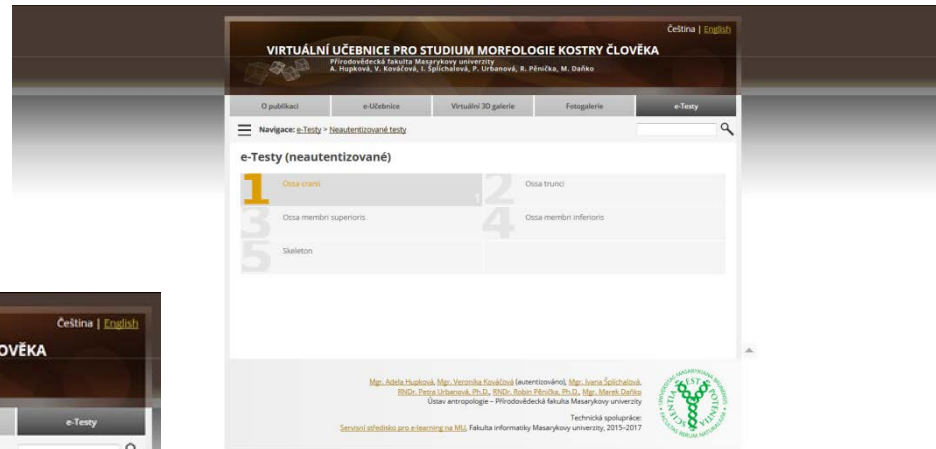 Čeština | English
VIRTUÁLNÍ UČEBNICE PRO STUDIUM MORFOLOGIE KOSTRY ČLOVĚKA
Přírodovědecká fakulta Masarykovy univerzity
A. Hupková, V. Kováčová, I. Šplíchalová, P. Urbanová, R. Pěnička, M. Daňko
O publikaci e-Učebnice Virtuální 3D galerie Fotogalerie e-Testy
Navigace: e-Testy > Neautentizované testy
e-Testy (neautentizované)
1 Ossa cranii 1 2 Ossa trunci
3 Ossa membri superioris 4 Ossa membri inferioris
5 Skeleton
Mgr. Adela Hupková, Mgr. Veronika Kováčová (autentizováno), Mgr. Ivana Šplíchalová,
RNDr. Petra Urbanová, Ph.D., RNDr. Robin Pěnička, Ph.D., Mgr. Marek Daňko
Ústav antropologie – Přírodovědecká fakulta Masarykovy univerzity
Technická spolupráce:
Servisní středisko pro e-learning na MU, Fakulta informatiky Masarykovy univerzity, 2015–2017
Čeština | English
OVĚKA
e-Testy